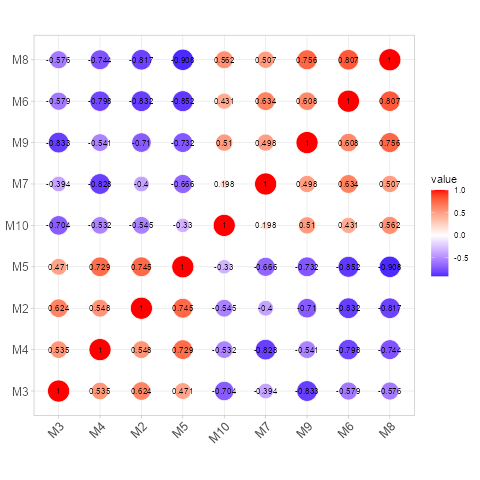 M8 -0.576 -0.744 -0.817 -0.908 0.562 0.507 0.756 0.807 1
M6 -0.579 -0.798 -0.832 -0.852 0.431 0.634 0.608 1 0.807
M9 -0.833 -0.541 -0.71 -0.732 0.51 0.498 1 0.608 0.756
M7 -0.394 -0.828 -0.4 -0.666 0.198 1 0.498 0.634 0.507
M10 -0.704 -0.532 -0.545 -0.33 1 0.198 0.51 0.431 0.562
M5 0.471 0.729 0.745 1 -0.33 -0.666 -0.732 -0.852 -0.908
M2 0.624 0.548 1 0.745 -0.545 -0.4 -0.71 -0.832 -0.817
M4 0.535 1 0.548 0.729 -0.532 -0.828 -0.541 -0.798 -0.744
M3 1 0.535 0.624 0.471 -0.704 -0.394 -0.833 -0.579 -0.576
M3 M4 M2 M5 M10 M7 M9 M6 M8
value
1.0
0.5
0.0
-0.5